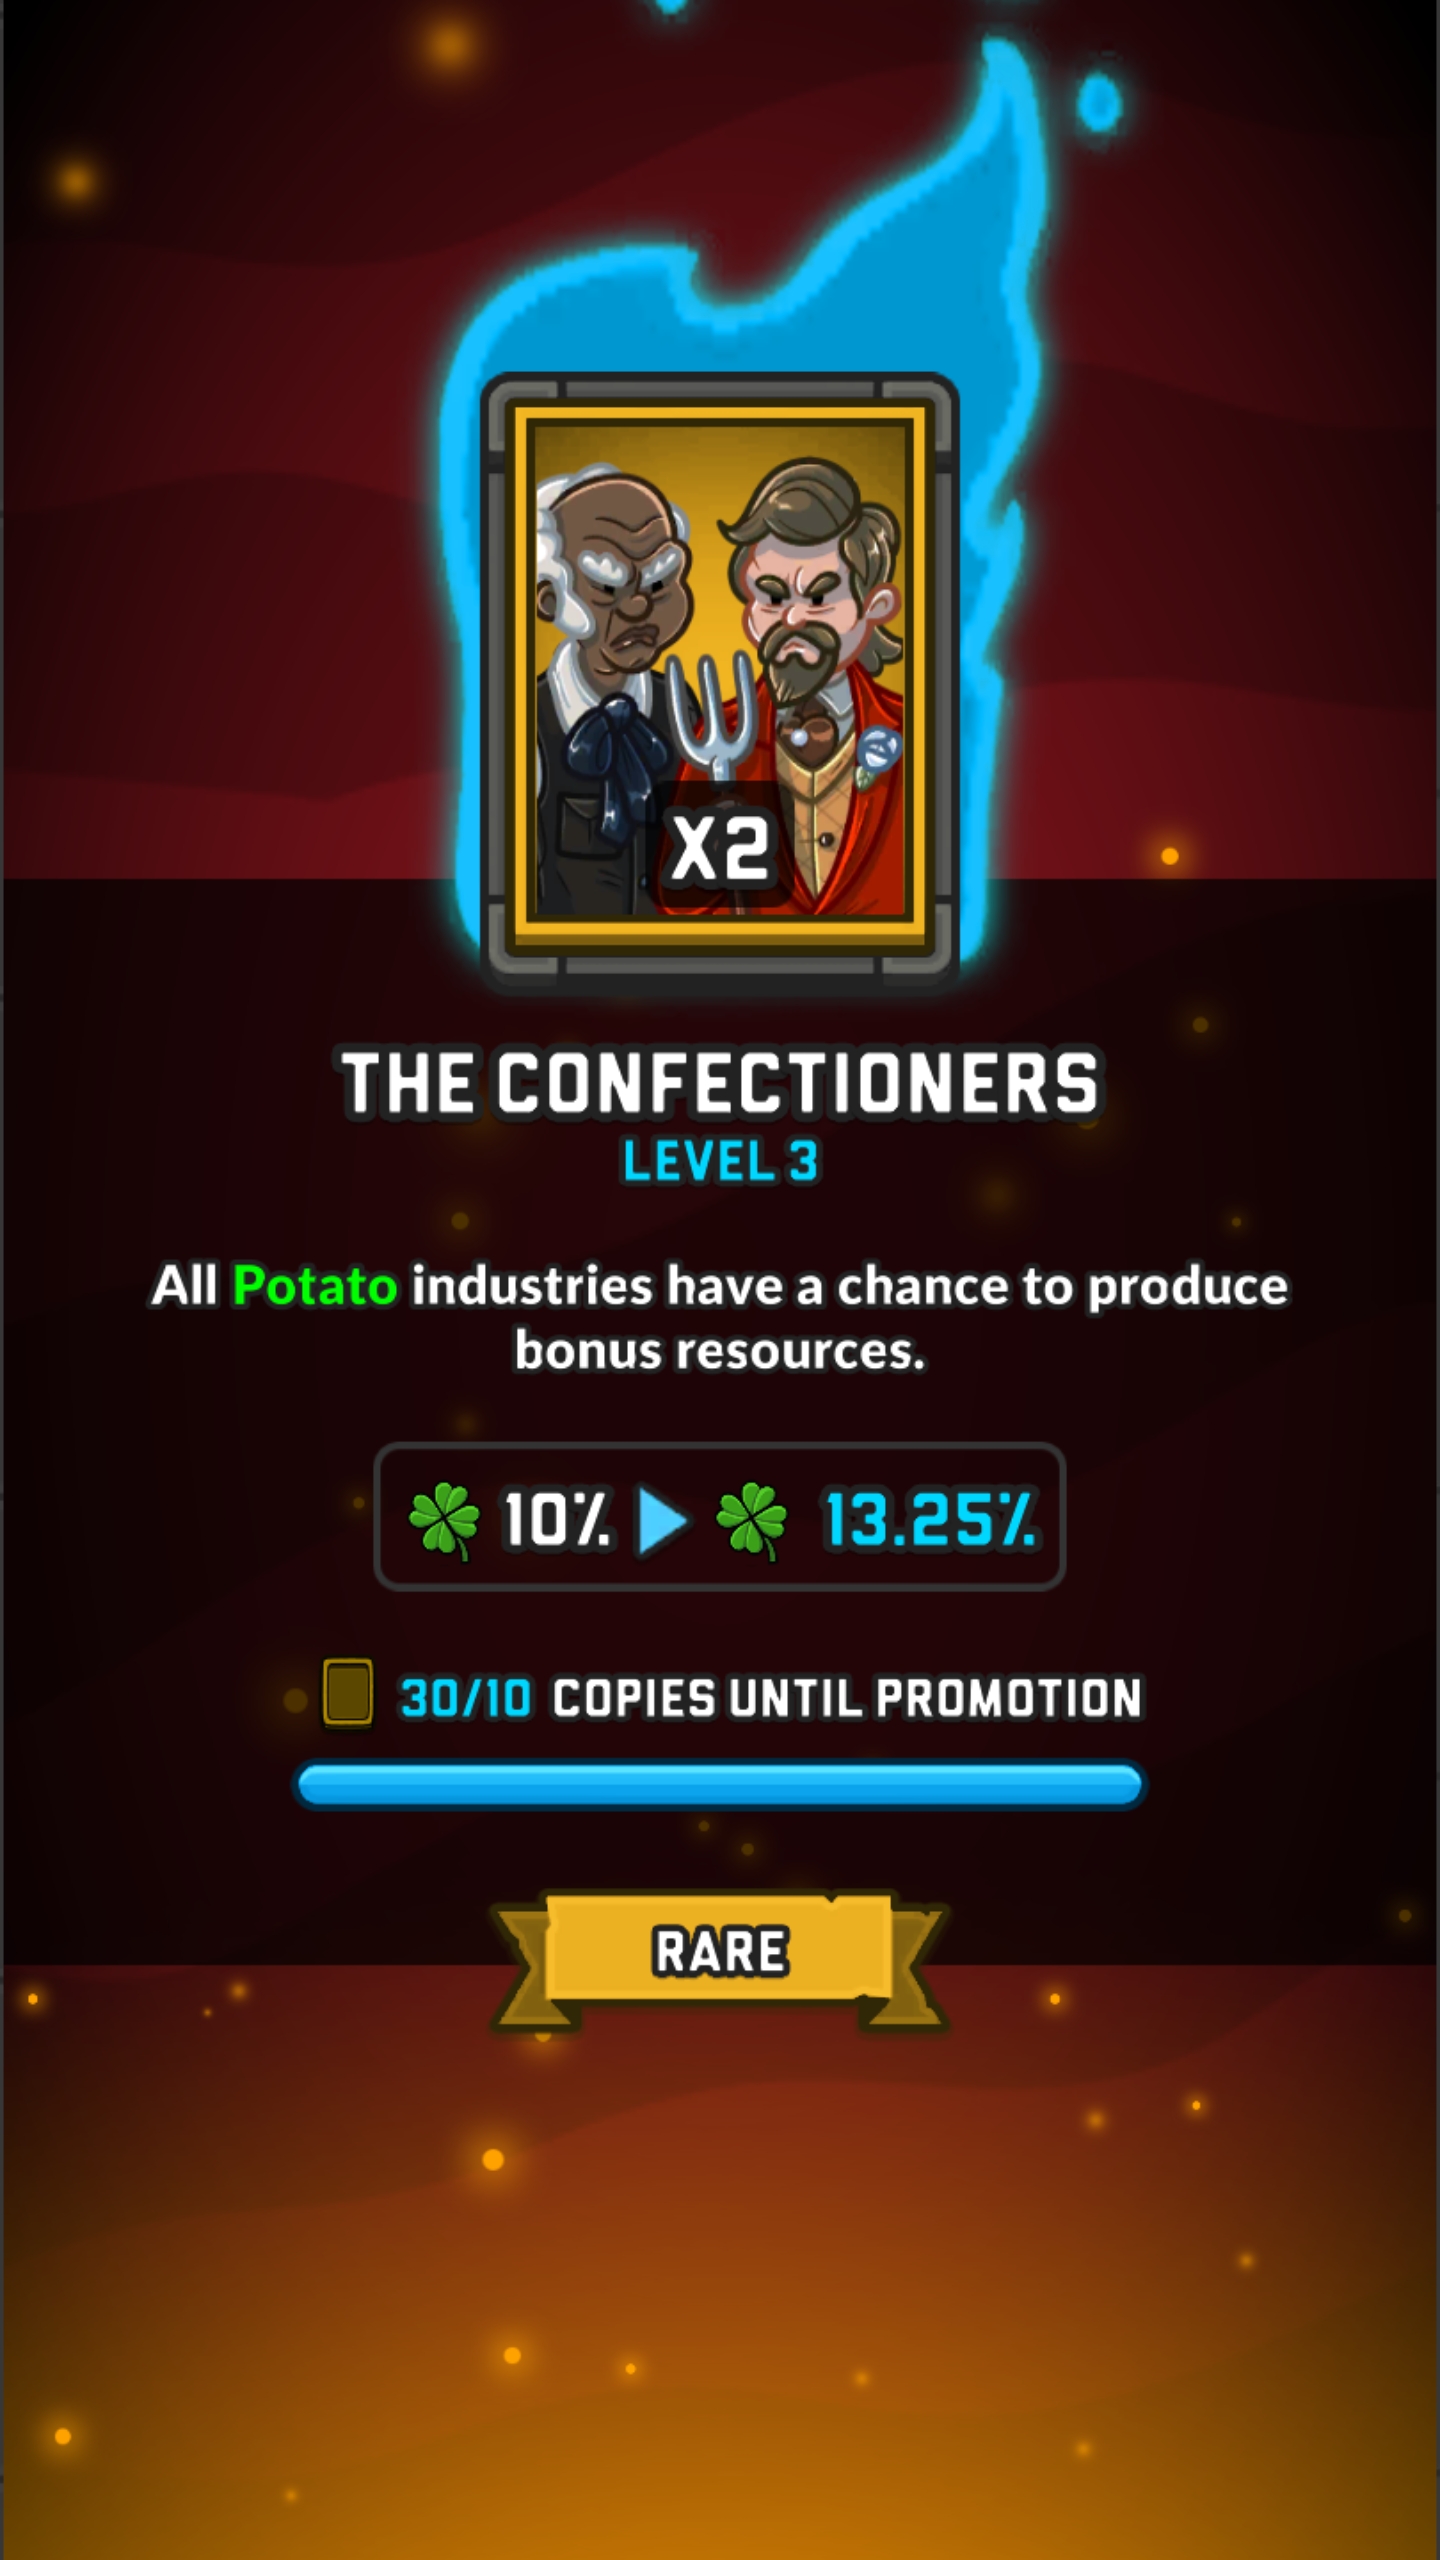 X2
THE CONFECTIONERS
LEVEL 3
All Potato industries have a chance to produce
bonus resources.
10% 13.25%
30/10 COPIES UNTIL PROMOTION
RARE